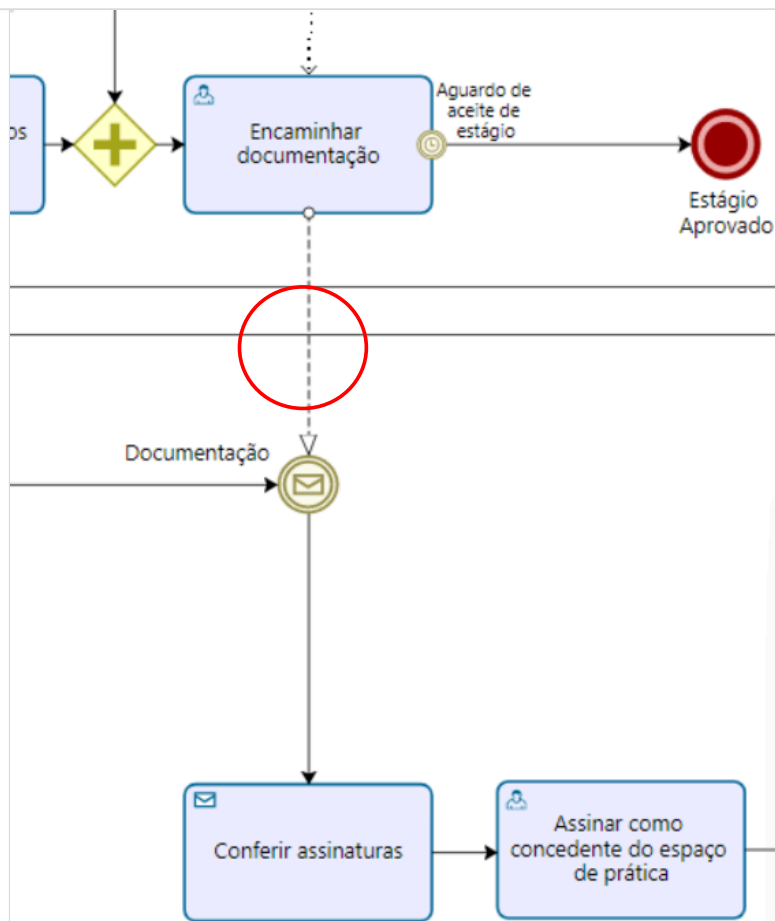 os
Encaminhar
documentação
Aguardo de
aceite de
estágio
Estágio
Aprovado
Documentação
Conferir assinaturas
Assinar como
concedente do espaço
de prática